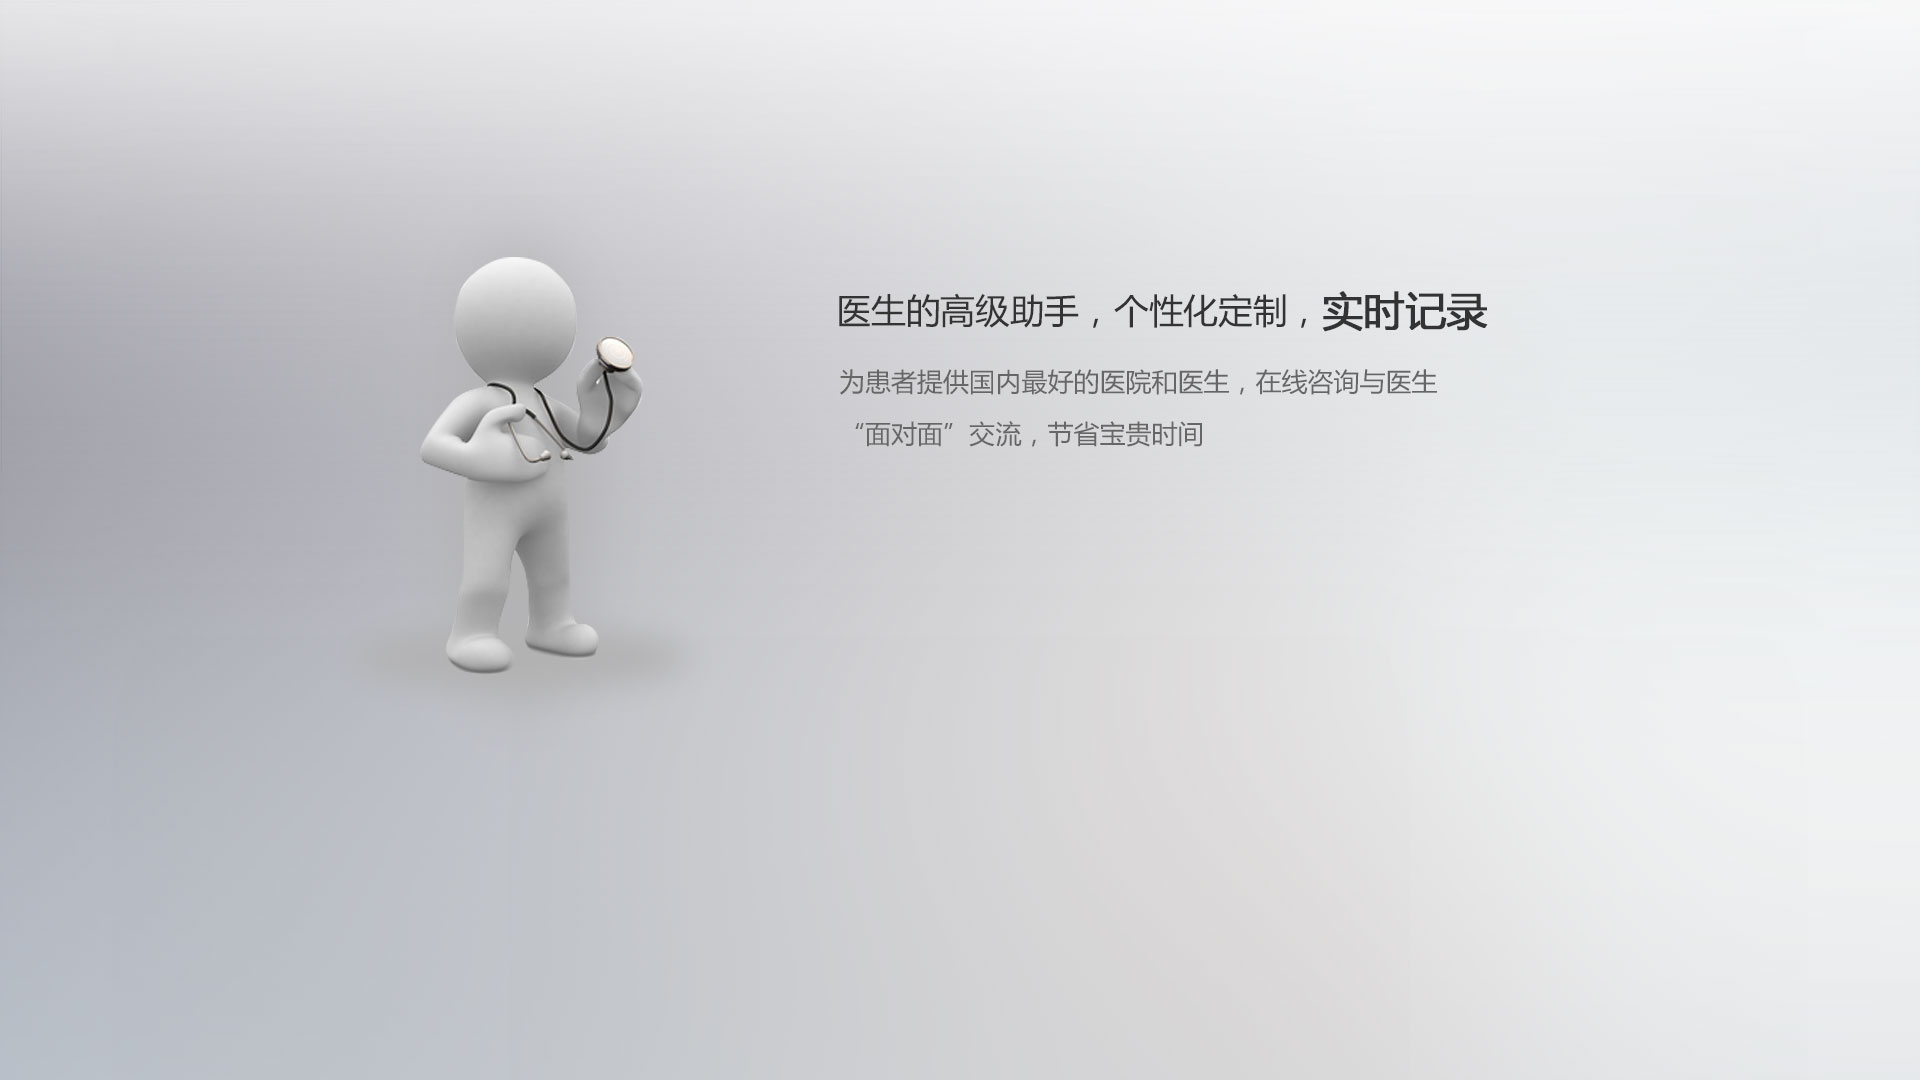 医生的高级助手，个性化定制，实时记录
为患者提供国内最好的医院和医生，在线咨询与医生
“面对面”交流，节省宝贵时间